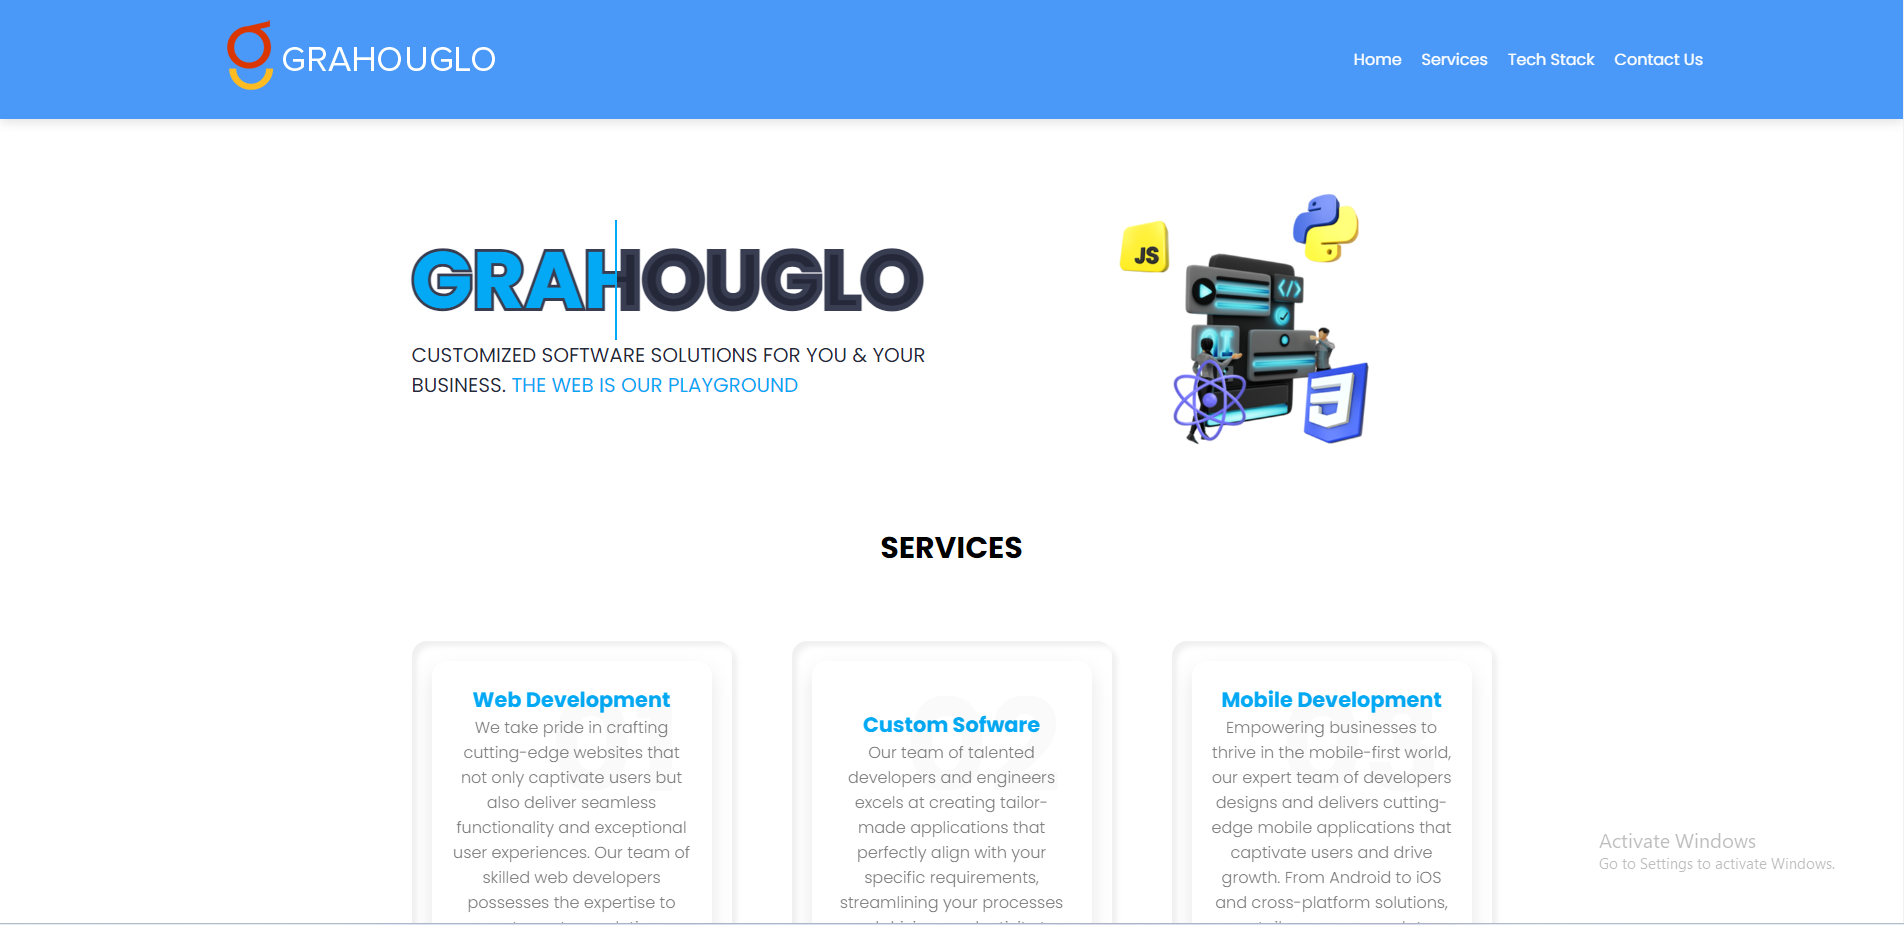 GRAHOUGLO
Home Services Tech Stack Contact Us
GRAHOUGLO
CUSTOMIZED SOFTWARE SOLUTIONS FOR YOU & YOUR
BUSINESS. THE WEB IS OUR PLAYGROUND
JS
SERVICES
Web Development
We take pride in crafting
cutting-edge websites that
not only captivate users but
also deliver seamless
functionality and exceptional
user experiences. Our team of
skilled web developers
possesses the expertise to
02
Custom Sofware
Our team of talented
developers and engineers
excels at creating tailor-
made applications that
perfectly align with your
specific requirements,
streamlining your processes
Mobile Development
Empowering businesses to
thrive in the mobile-first world,
our expert team of developers
designs and delivers cutting-
edge mobile applications that
captivate users and drive
growth. From Android to iOS
and cross-platform solutions,
Activate Windows
Go to Settings to activate Windows.